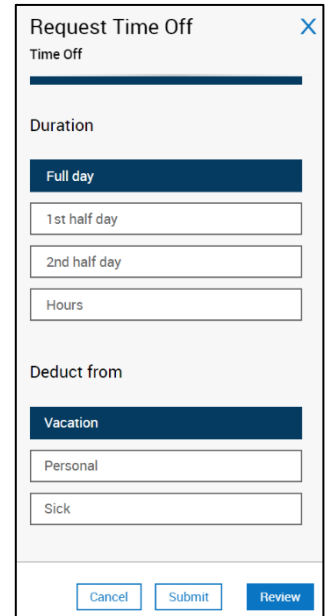 Request Time Off X
Time Off
Duration
Full day
1st half day
2nd half day
Hours
Deduct from
Vacation
Personal
Sick
Cancel Submit Review